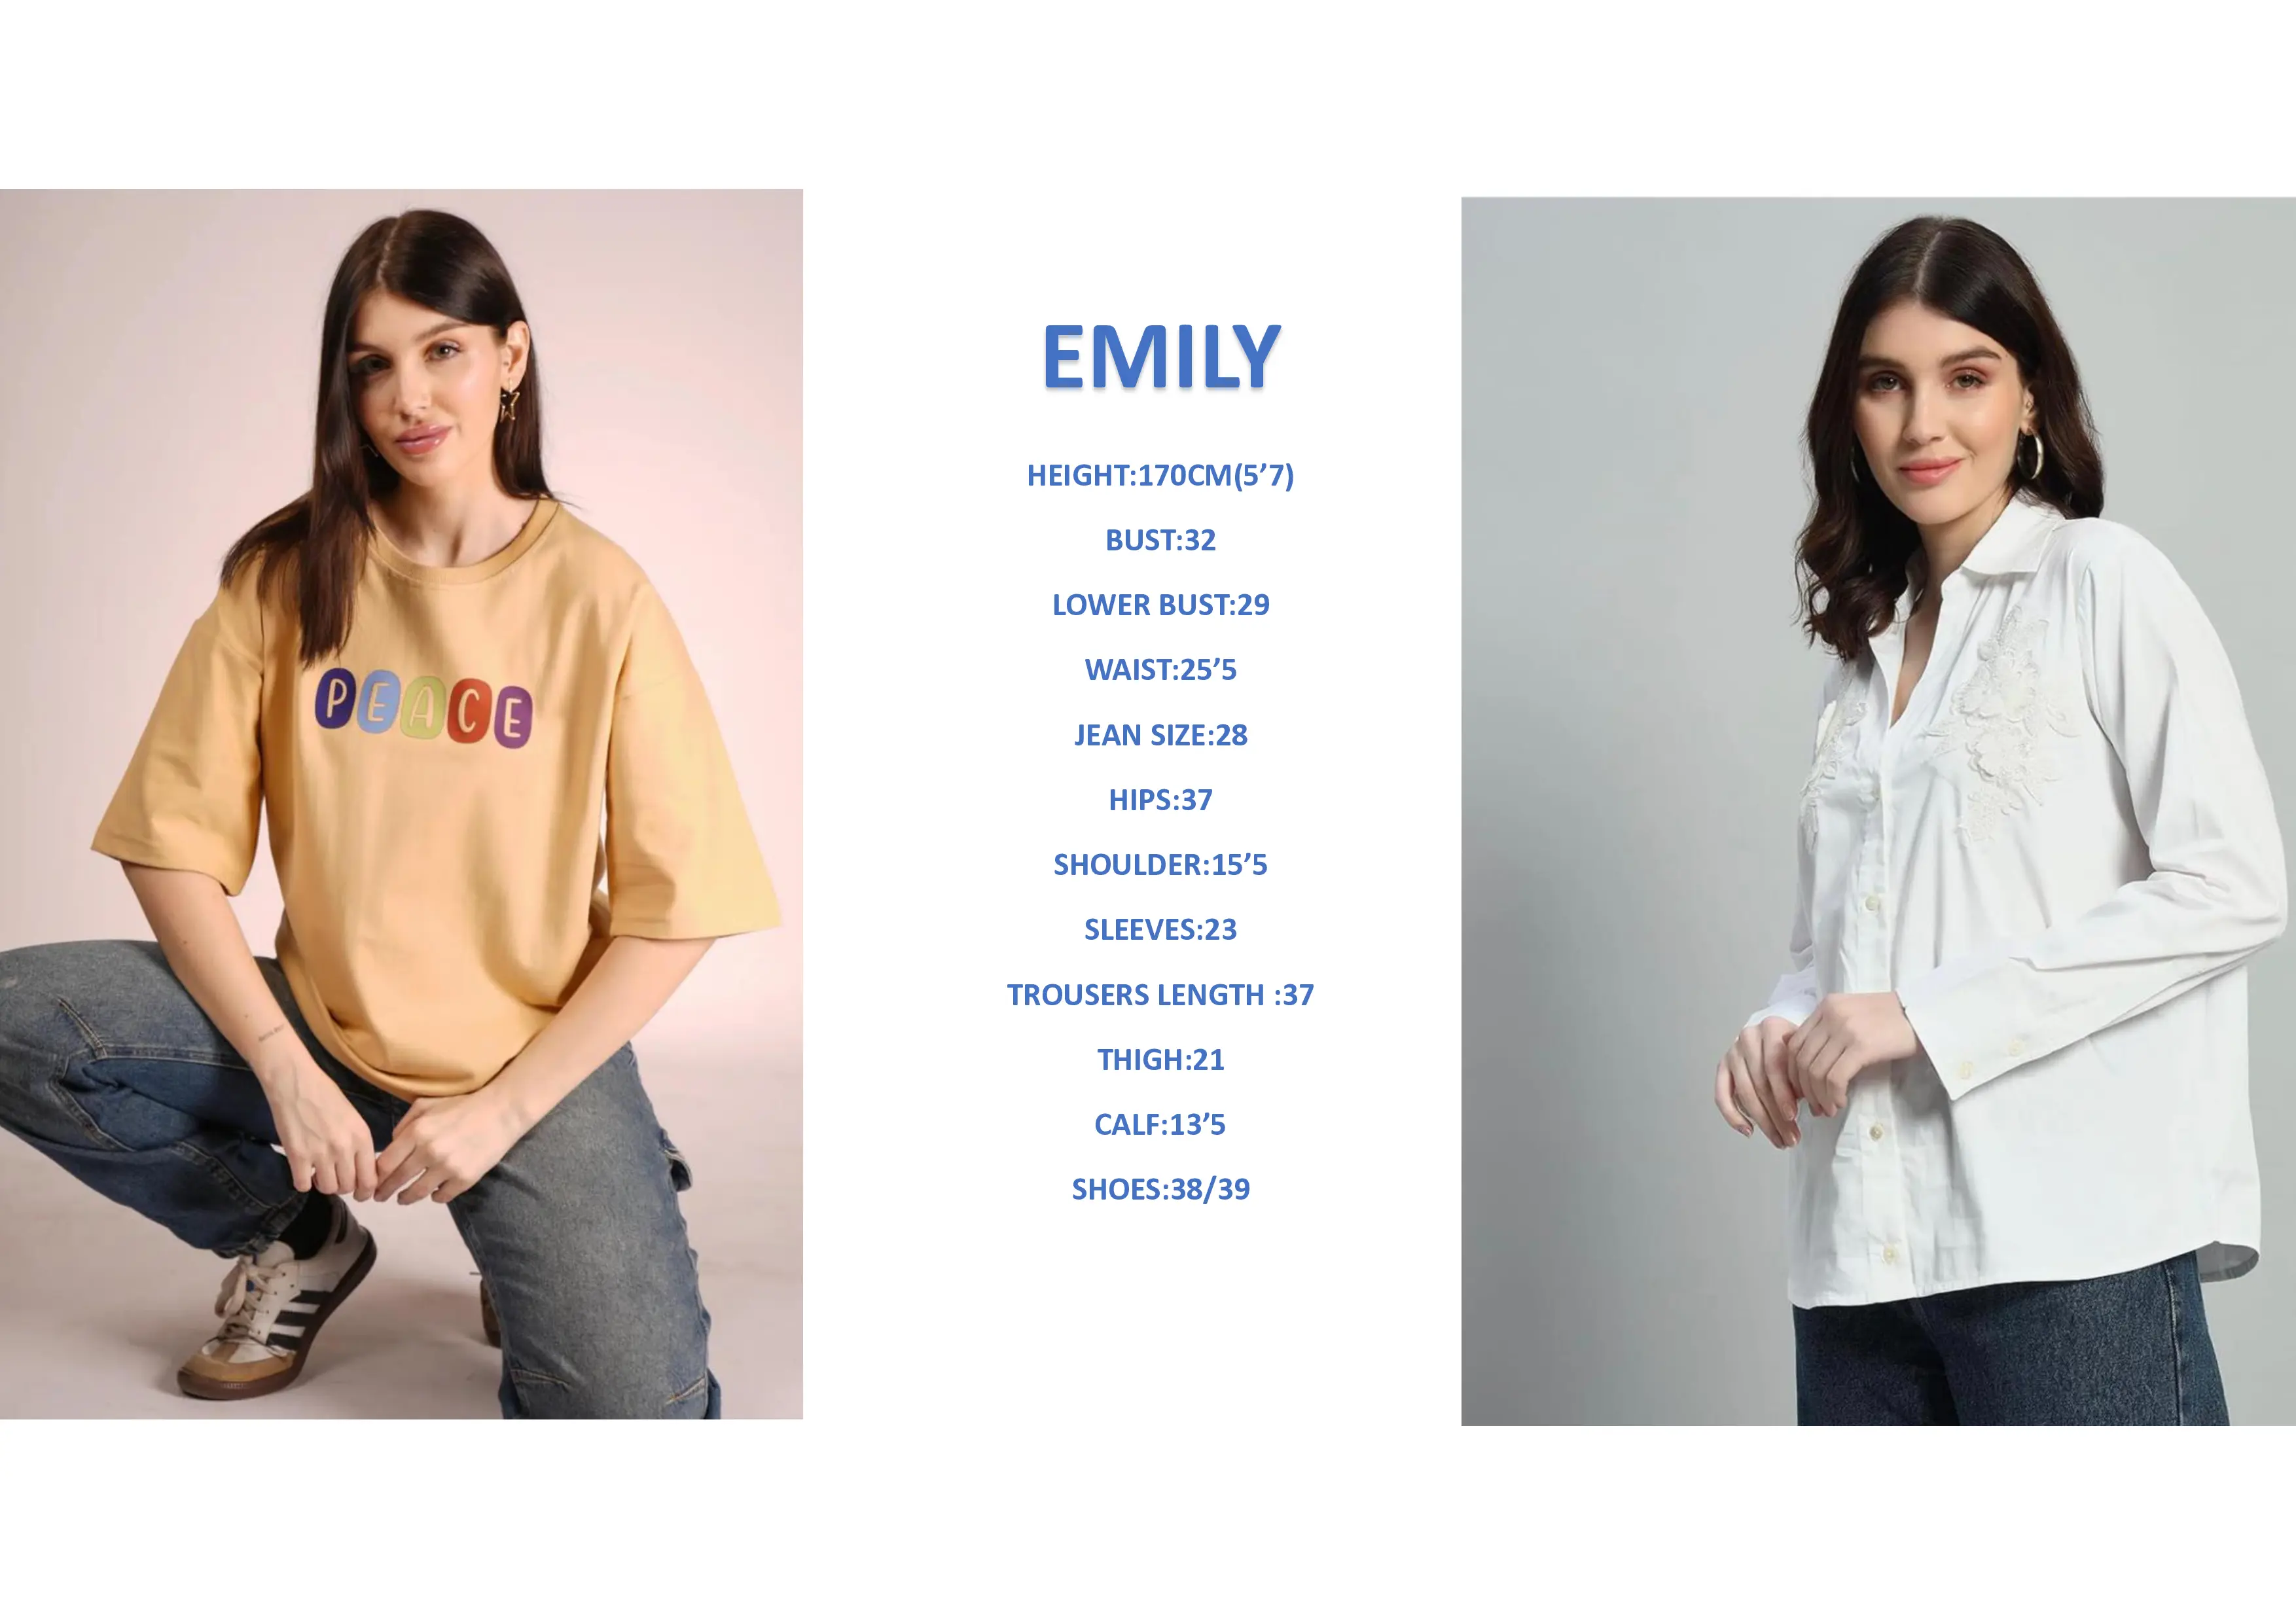 PEACE
EMILY
HEIGHT:170CM(5’7)
BUST:32
LOWER BUST:29
WAIST:25’5
JEAN SIZE:28
HIPS:37
SHOULDER:15’5
SLEEVES:23
TROUSERS LENGTH :37
THIGH:21
CALF:13’5
SHOES:38/39